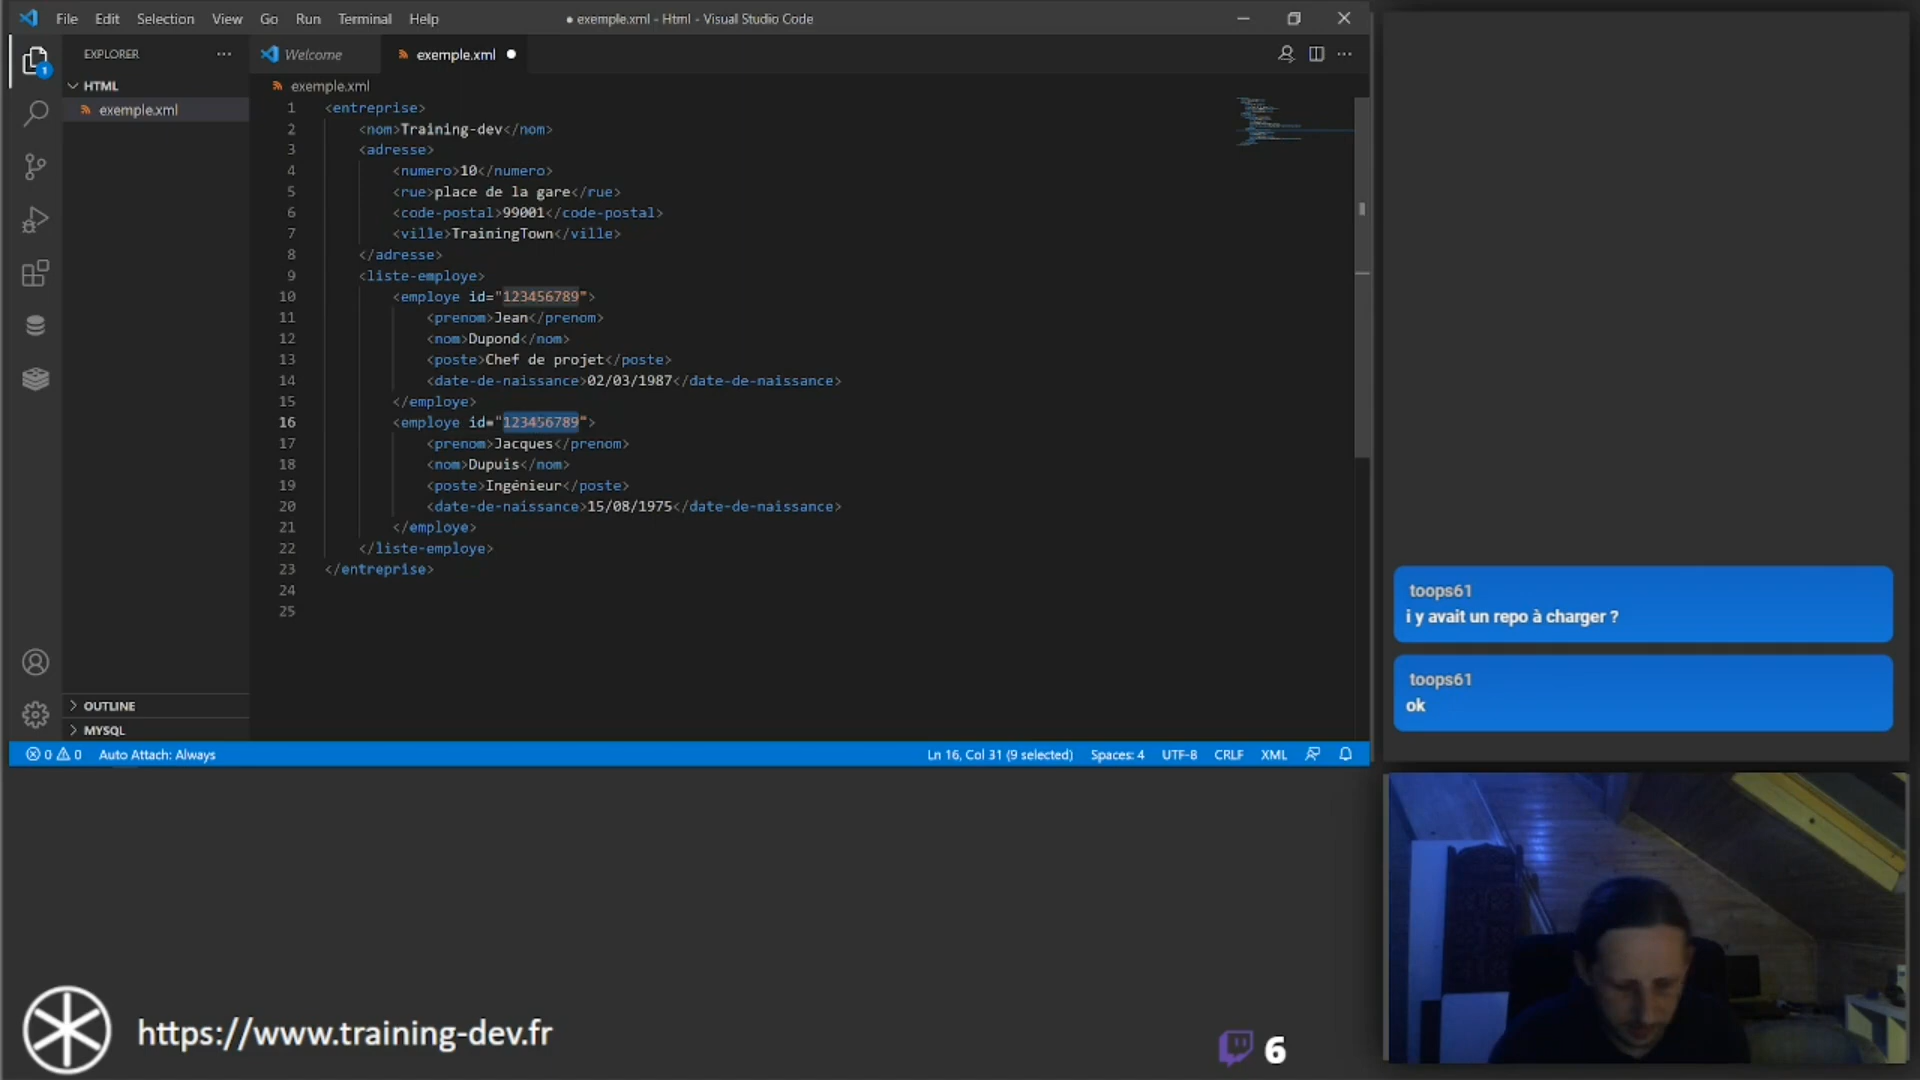 File Edit Selection View Go Run Terminal Help
● exemple.xml - Html - Visual Studio Code
EXPLORER
Welcome
exemple.xml
HTML
exemple.xml
exemple.xml
1 <entreprise>
2 <nom>Training-dev</nom>
3 <adresse>
4 <numero>10</numero>
5 <rue>place de la gare</rue>
6 <code-postal>99001</code-postal>
7 <ville>TrainingTown</ville>
8 </adresse>
9 <liste-employe>
10 <employe id="123456789">
11 <prenom>Jean</prenom>
12 <nom>Dupond</nom>
13 <poste>Chef de projet</poste>
14 <date-de-naissance>02/03/1987</date-de-naissance>
15 </employe>
16 <employe id="123456789">
17 <prenom>Jacques</prenom>
18 <nom>Dupuis</nom>
19 <poste>Ingénieur</poste>
20 <date-de-naissance>15/08/1975</date-de-naissance>
21 </employe>
22 </liste-employe>
23 </entreprise>
24
25
OUTLINE
MYSQL
0 0 Auto Attach: Always
Ln 16, Col 31 (9 selected) Spaces: 4 UTF-8 CRLF XML
1
toops61
i y avait un repo à charger ?
toops61
ok
https://www.training-dev.fr
6